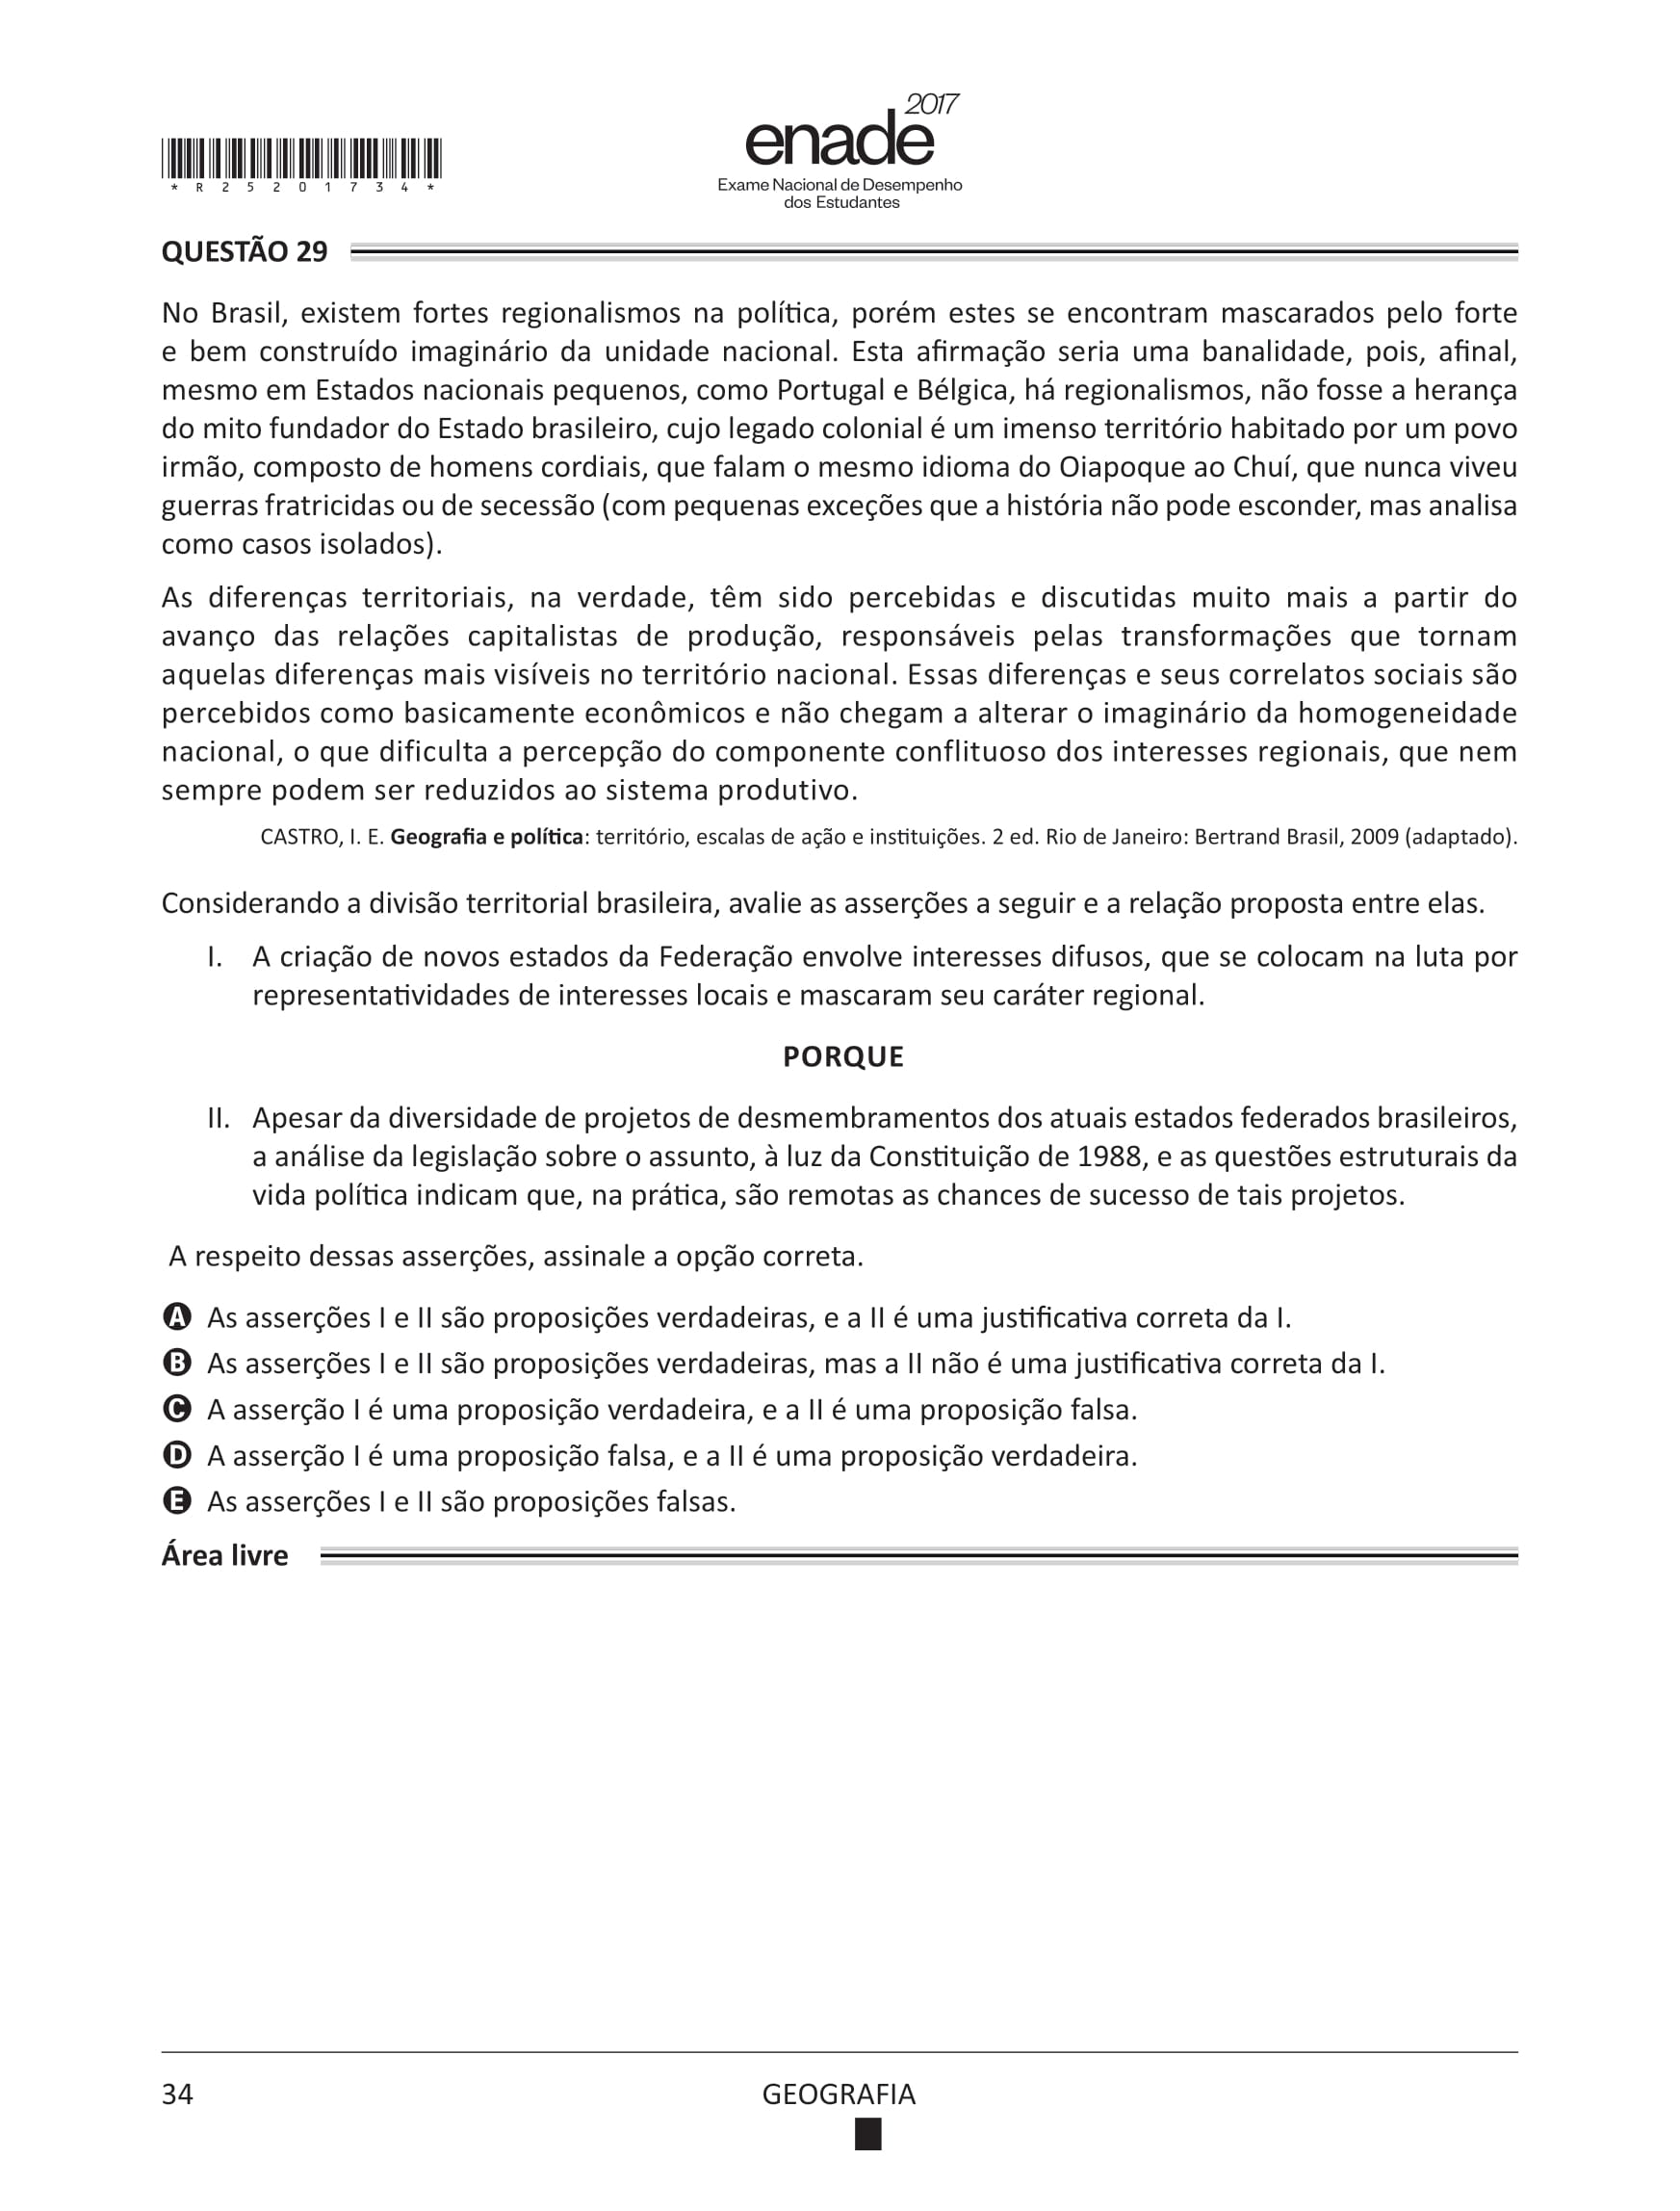 2017
enade
Exame Nacional de Desempenho
dos Estudantes
* R 2 5 2 0 1 7 3 4 *
QUESTÃO 29
No Brasil, existem fortes regionalismos na política, porém estes se encontram mascarados pelo forte
e bem construído imaginário da unidade nacional. Esta afirmação seria uma banalidade, pois, afinal,
mesmo em Estados nacionais pequenos, como Portugal e Bélgica, há regionalismos, não fosse a herança
do mito fundador do Estado brasileiro, cujo legado colonial é um imenso território habitado por um povo
irmão, composto de homens cordiais, que falam o mesmo idioma do Oiapoque ao Chuí, que nunca viveu
guerras fratricidas ou de secessão (com pequenas exceções que a história não pode esconder, mas analisa
como casos isolados).
As diferenças territoriais, na verdade, têm sido percebidas e discutidas muito mais a partir do
avanço das relações capitalistas de produção, responsáveis pelas transformações que tornam
aquelas diferenças mais visíveis no território nacional. Essas diferenças e seus correlatos sociais são
percebidos como basicamente econômicos e não chegam a alterar o imaginário da homogeneidade
nacional, o que dificulta a percepção do componente conflituoso dos interesses regionais, que nem
sempre podem ser reduzidos ao sistema produtivo.
CASTRO, I. E. Geografia e política: território, escalas de ação e instituições. 2 ed. Rio de Janeiro: Bertrand Brasil, 2009 (adaptado).
Considerando a divisão territorial brasileira, avalie as asserções a seguir e a relação proposta entre elas.
I. A criação de novos estados da Federação envolve interesses difusos, que se colocam na luta por
representatividades de interesses locais e mascaram seu caráter regional.
PORQUE
II. Apesar da diversidade de projetos de desmembramentos dos atuais estados federados brasileiros,
a análise da legislação sobre o assunto, à luz da Constituição de 1988, e as questões estruturais da
vida política indicam que, na prática, são remotas as chances de sucesso de tais projetos.
A respeito dessas asserções, assinale a opção correta.
A As asserções I e II são proposições verdadeiras, e a II é uma justificativa correta da I.
B As asserções I e II são proposições verdadeiras, mas a II não é uma justificativa correta da I.
C A asserção I é uma proposição verdadeira, e a II é uma proposição falsa.
D A asserção I é uma proposição falsa, e a II é uma proposição verdadeira.
E As asserções I e II são proposições falsas.
Área livre
34
GEOGRAFIA